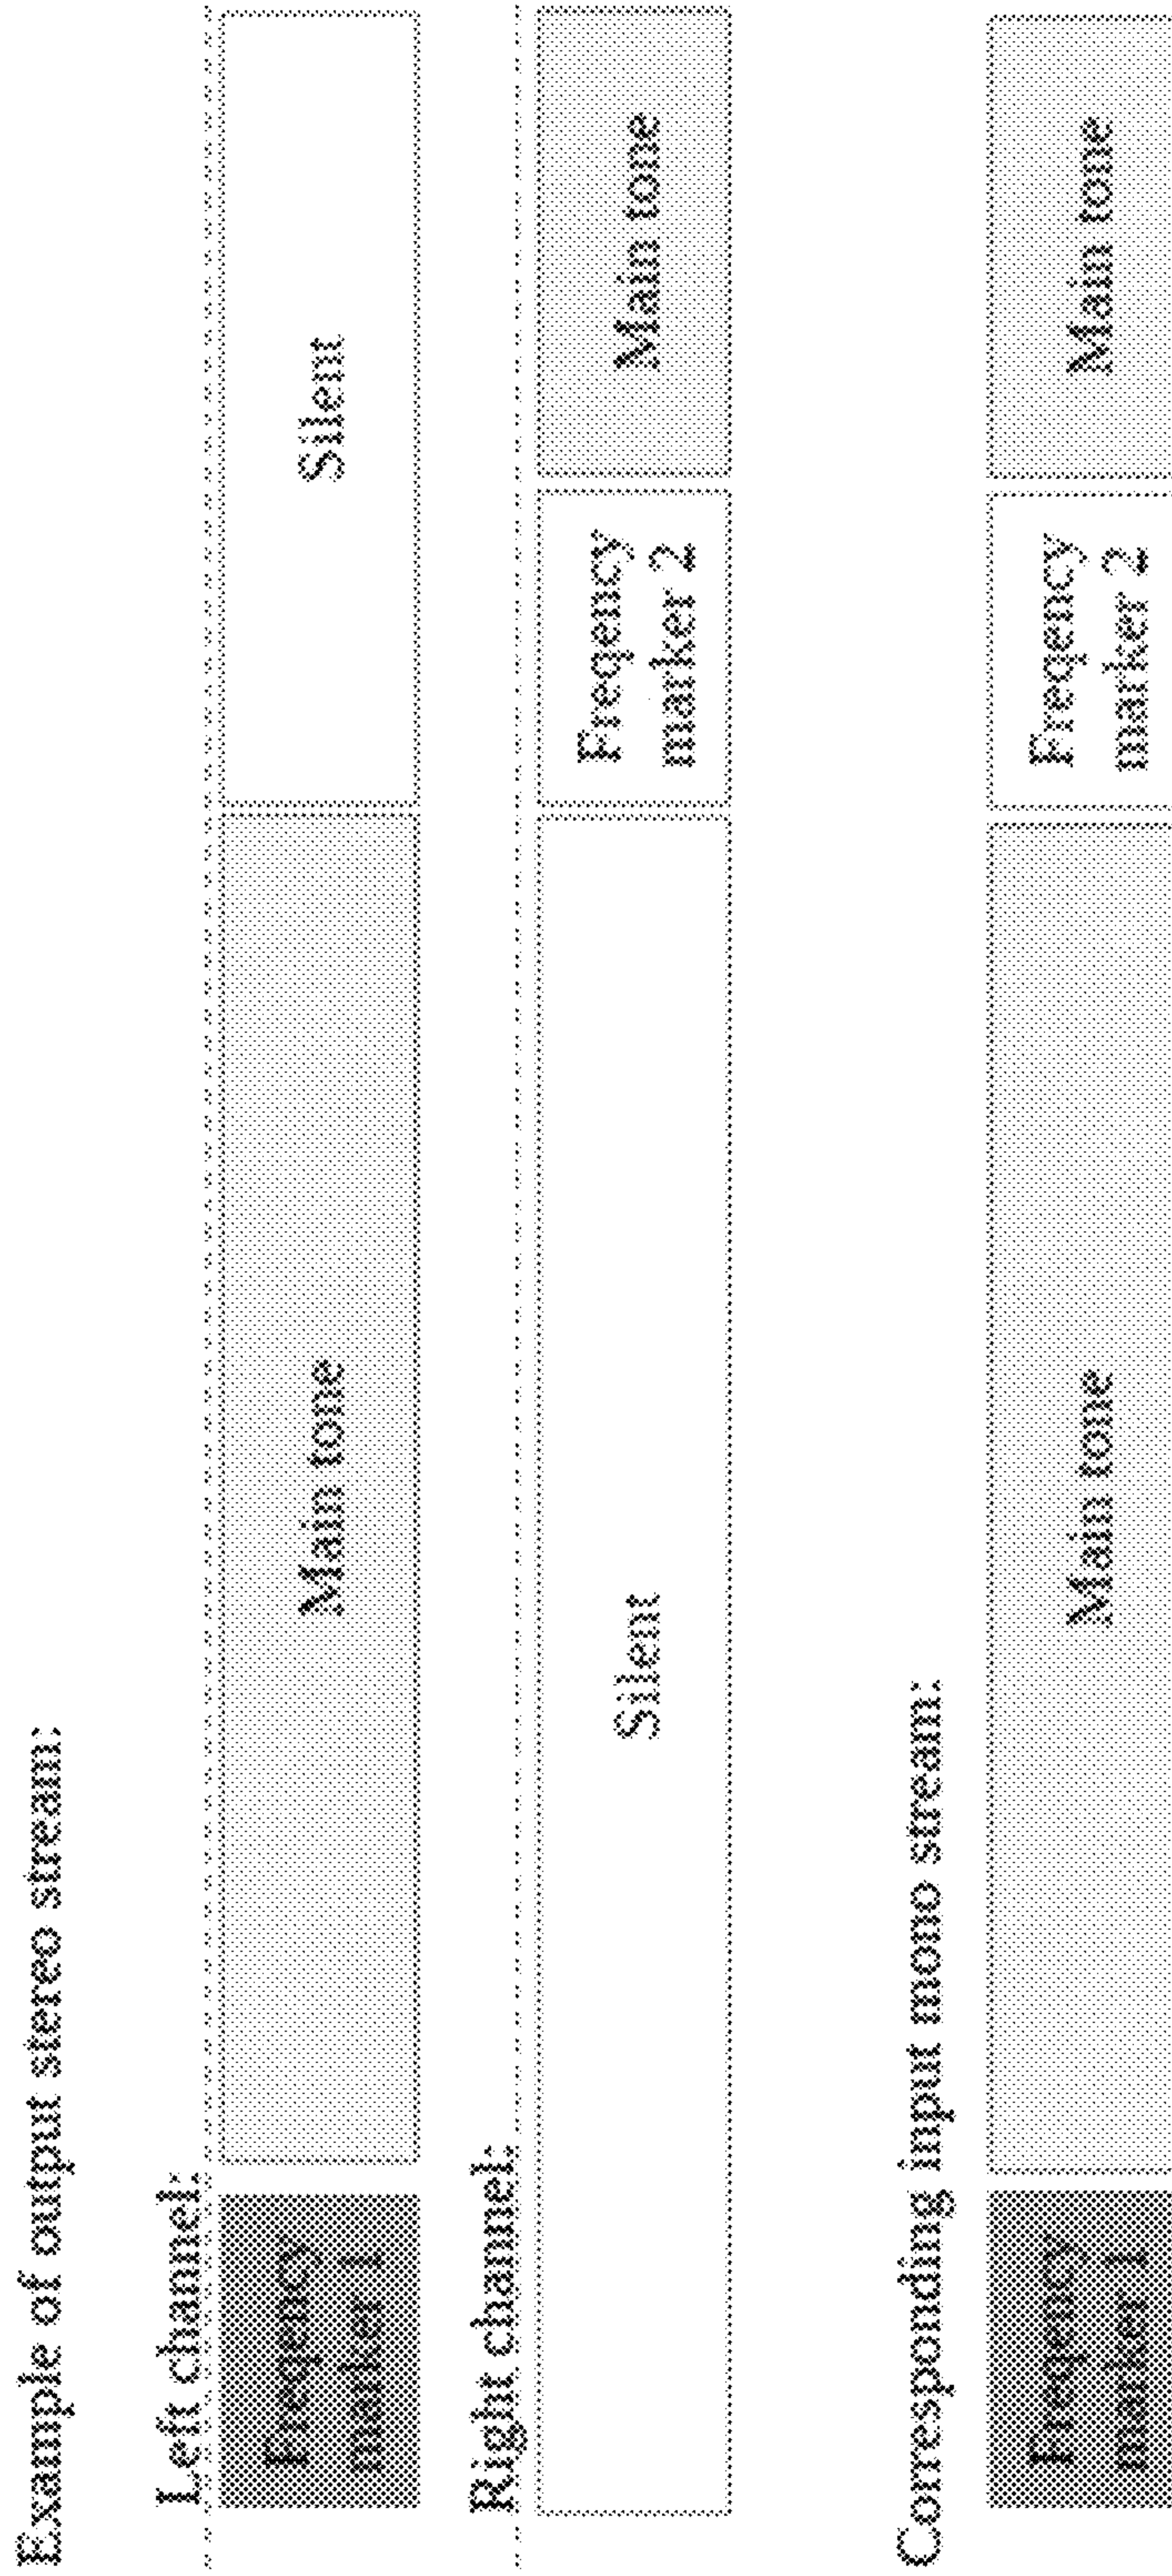 Example of output stereo stream:
Left channel:
Freqency
marker 1
Main tone
Silent
Right channel:
Silent
Freqency
marker 2
Main tone
Corresponding input mono stream:
Freqency
marker 1
Main tone
Freqency
marker 2
Main tone